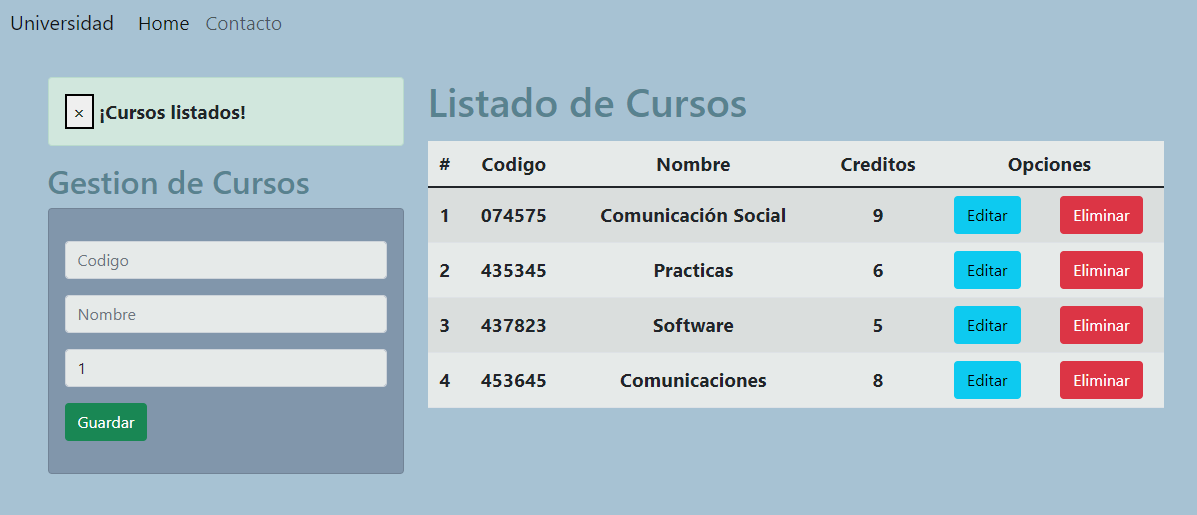 Universidad Home Contacto
× ¡Cursos listados!
Gestion de Cursos
Codigo
Nombre
1
Guardar
Listado de Cursos
# Codigo Nombre Creditos Opciones
1 074575 Comunicación Social 9 Editar Eliminar
2 435345 Practicas 6 Editar Eliminar
3 437823 Software 5 Editar Eliminar
4 453645 Comunicaciones 8 Editar Eliminar